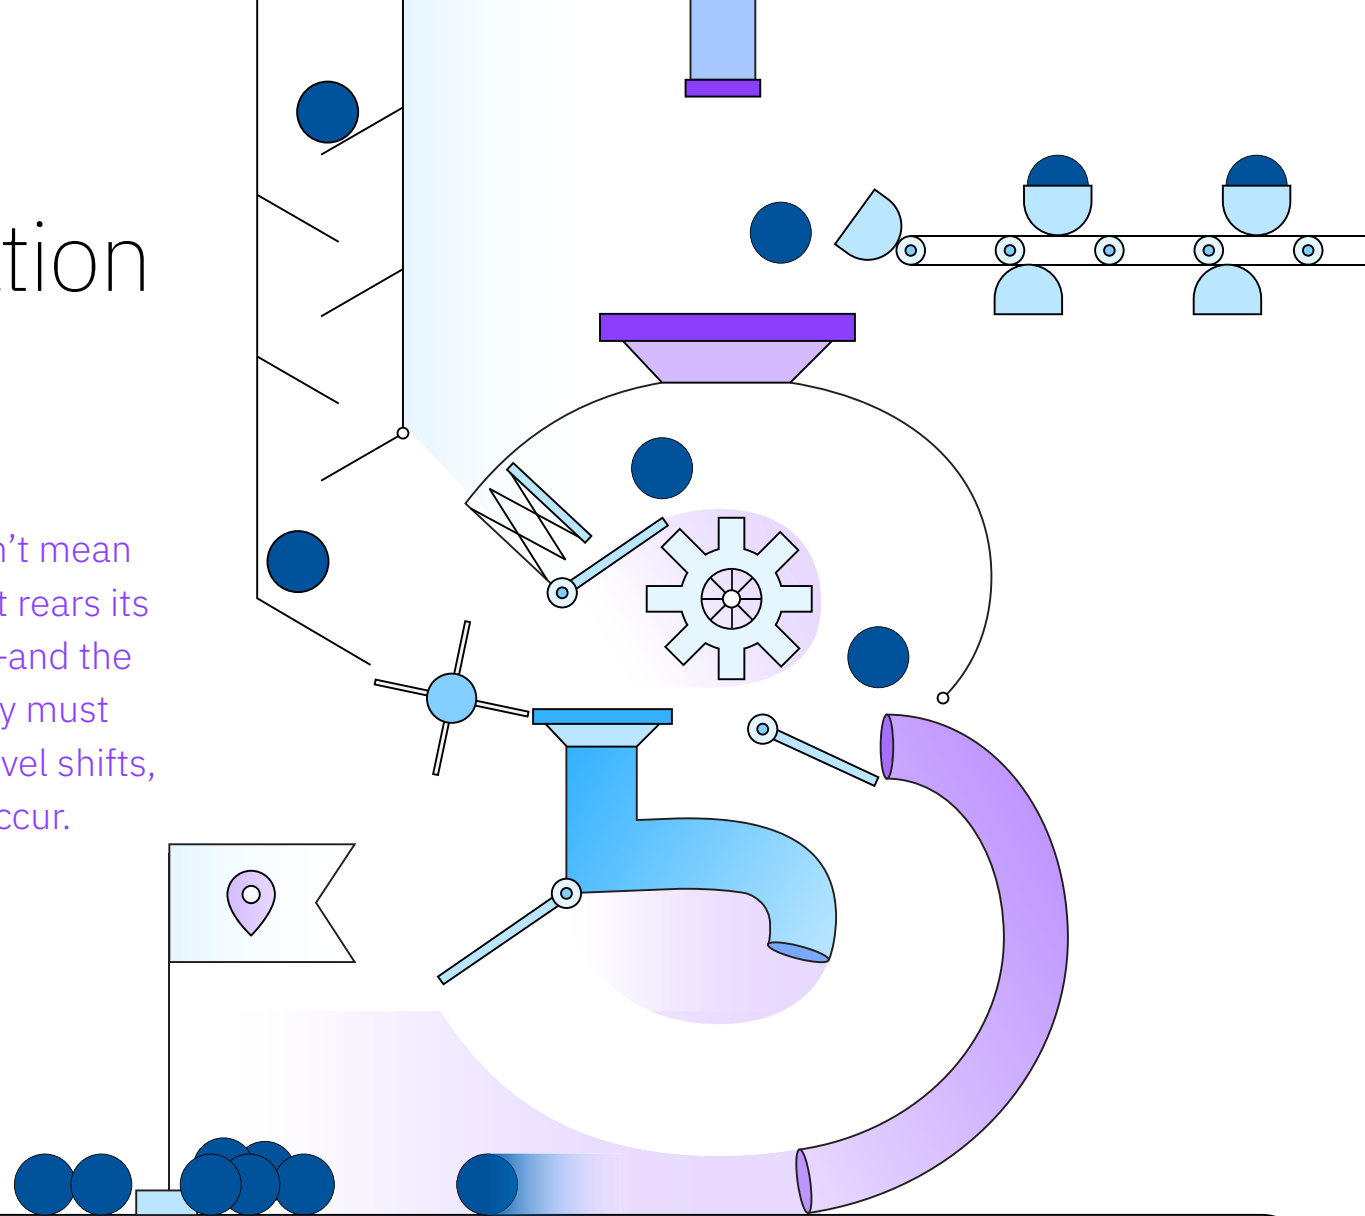 tion
n’t mean
t rears its
–and the
y must
vel shifts,
ccur.